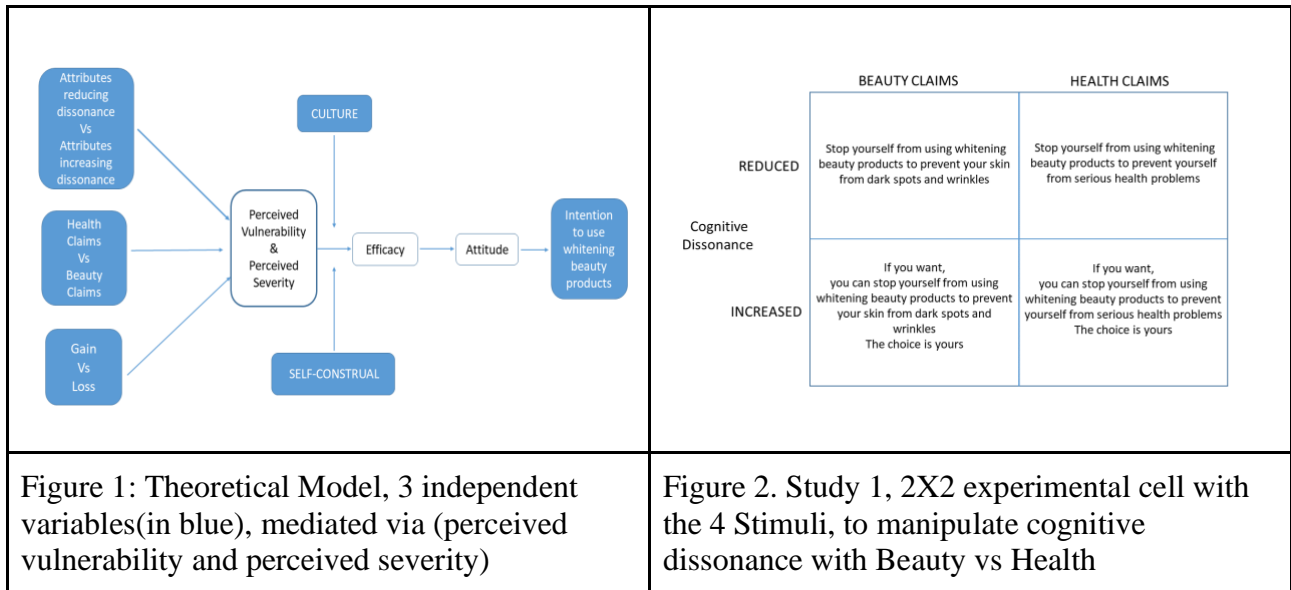 Attributes
reducing
dissonance
Vs
Attributes
increasing
dissonance
Health
Claims
Vs
Beauty
Claims
Gain
Vs
Loss
Perceived
Vulnerability
&
Perceived
Severity
CULTURE
SELF-CONSTRUAL
Efficacy
Attitude
Intention
to use
whitening
beauty
products
BEAUTY CLAIMS
HEALTH CLAIMS
Cognitive
Dissonance
REDUCED
Stop yourself from using whitening
beauty products to prevent your skin
from dark spots and wrinkles
Stop yourself from using whitening
beauty products to prevent yourself
from serious health problems
INCREASED
If you want,
you can stop yourself from using
whitening beauty products to prevent
your skin from dark spots and
wrinkles
The choice is yours
If you want,
you can stop yourself from using
whitening beauty products to prevent
yourself from serious health problems
The choice is yours
Figure 1: Theoretical Model, 3 independent
variables(in blue), mediated via (perceived
vulnerability and perceived severity)
Figure 2. Study 1, 2X2 experimental cell with
the 4 Stimuli, to manipulate cognitive
dissonance with Beauty vs Health